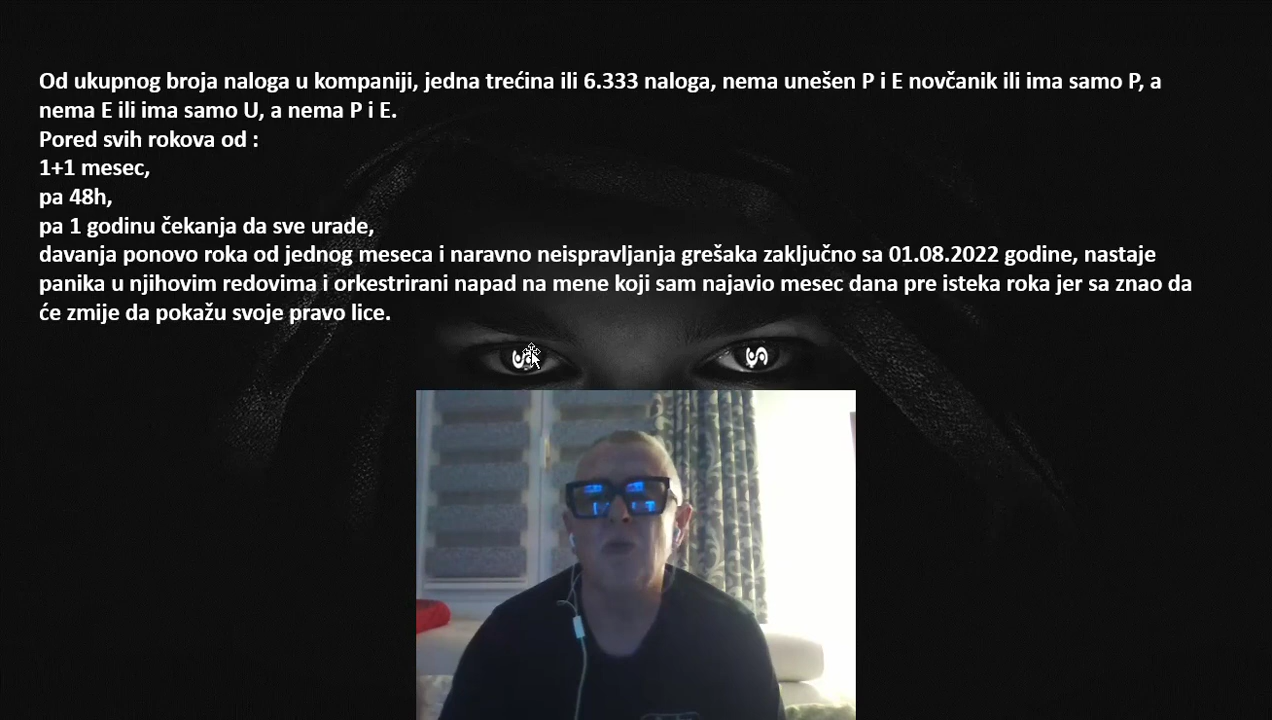 Od ukupnog broja naloga u kompaniji, jedna trećina ili 6.333 naloga, nema unešen P i E novčanik ili ima samo P, a
nema E ili ima samo U, a nema P i E.
Pored svih rokova od :
1+1 mesec,
pa 48h,
pa 1 godinu čekanja da sve urade,
davanja ponovo roka od jednog meseca i naravno neispravljanja grešaka zaključno sa 01.08.2022 godine, nastaje
panika u njihovim redovima i orkestrirani napad na mene koji sam najavio mesec dana pre isteka roka jer sa znao da
će zmije da pokažu svoje pravo lice.